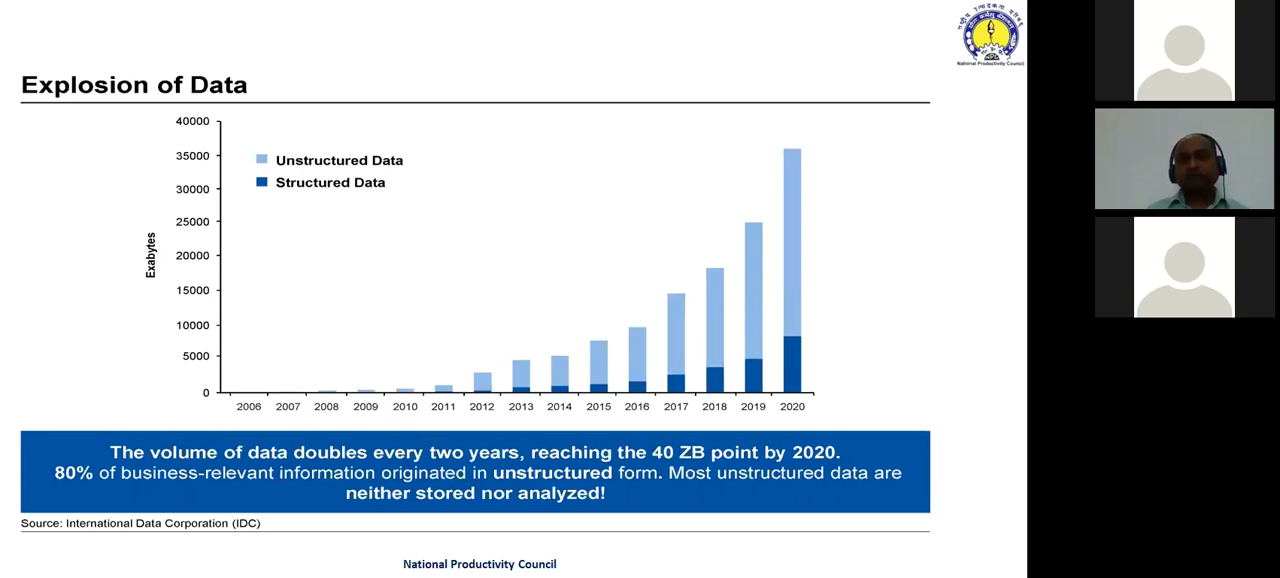 National Productivity Council
Explosion of Data
40000
35000
30000
25000
20000
15000
10000
5000
0
Exabytes
Unstructured Data
Structured Data
2006 2007 2008 2009 2010 2011 2012 2013 2014 2015 2016 2017 2018 2019 2020
The volume of data doubles every two years, reaching the 40 ZB point by 2020.
80% of business-relevant information originated in unstructured form. Most unstructured data are
neither stored nor analyzed!
Source: International Data Corporation (IDC)
National Productivity Council